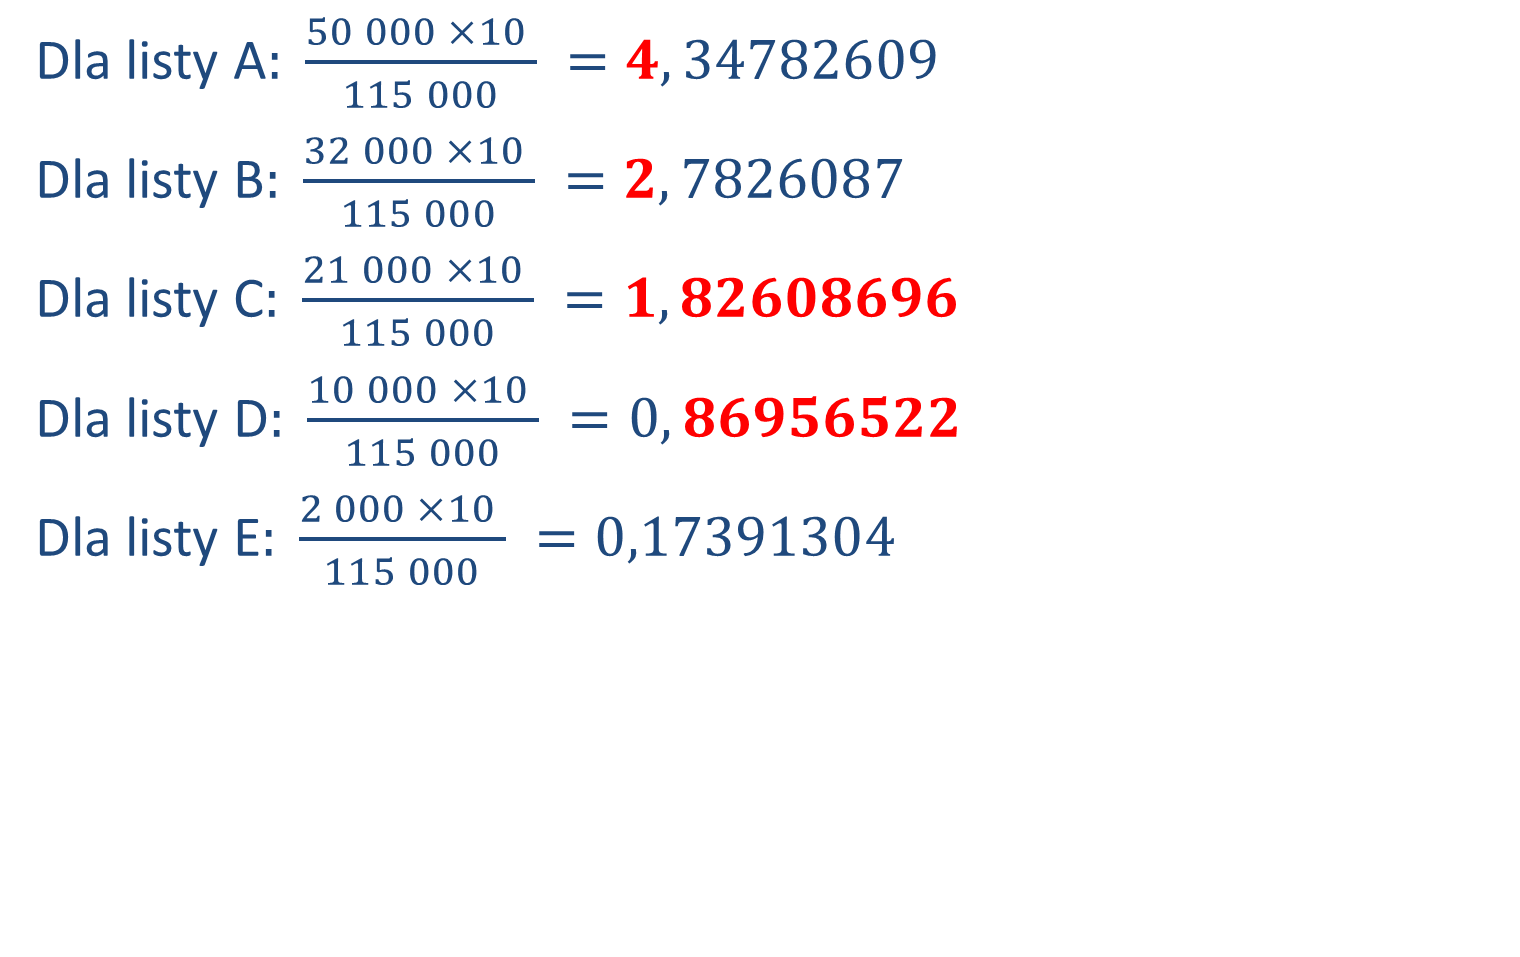 Dla listy A: 50 000 ×10 / 115 000 = 4,34782609
Dla listy B: 32 000 ×10 / 115 000 = 2,7826087
Dla listy C: 21 000 ×10 / 115 000 = 1,82608696
Dla listy D: 10 000 ×10 / 115 000 = 0,86956522
Dla listy E: 2 000 ×10 / 115 000 = 0,17391304